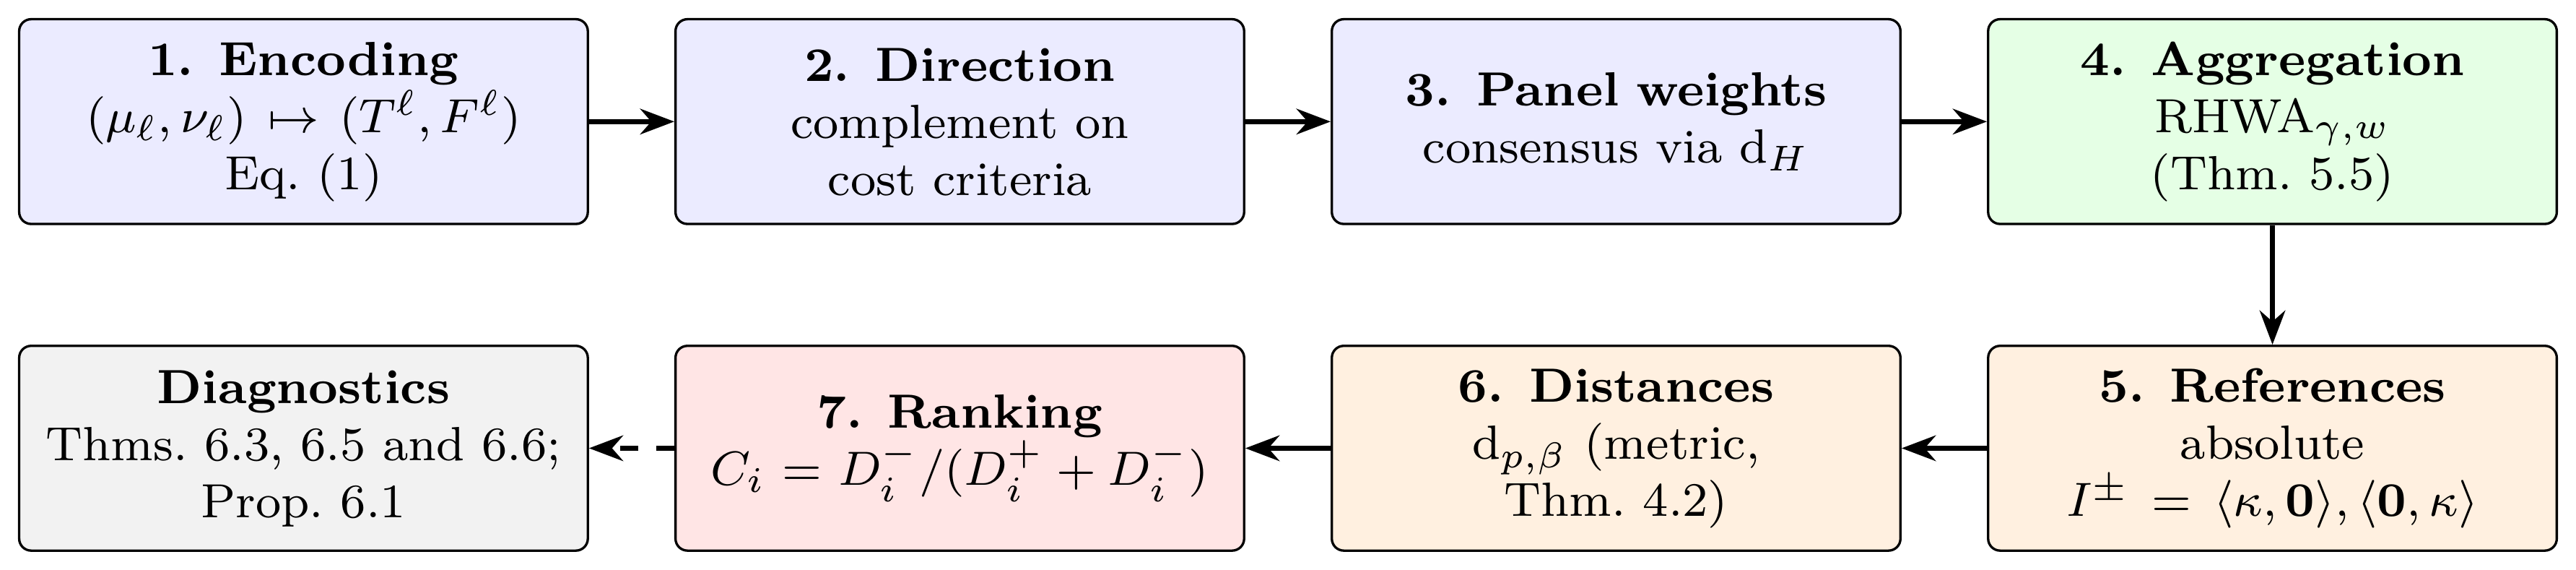 1. Encoding
(μ_ℓ, ν_ℓ) ↦ (T^ℓ, F^ℓ)
Eq. (1)
2. Direction
complement on
cost criteria
3. Panel weights
consensus via d_H
4. Aggregation
RHWA_{γ,w}
(Thm. 5.5)
5. References
absolute
I^± = ⟨κ, 𝟎⟩, ⟨𝟎, κ⟩
6. Distances
d_{p,β} (metric,
Thm. 4.2)
7. Ranking
C_i = D_i^− /(D_i^+ + D_i^−)
Diagnostics
Thms. 6.3, 6.5 and 6.6;
Prop. 6.1